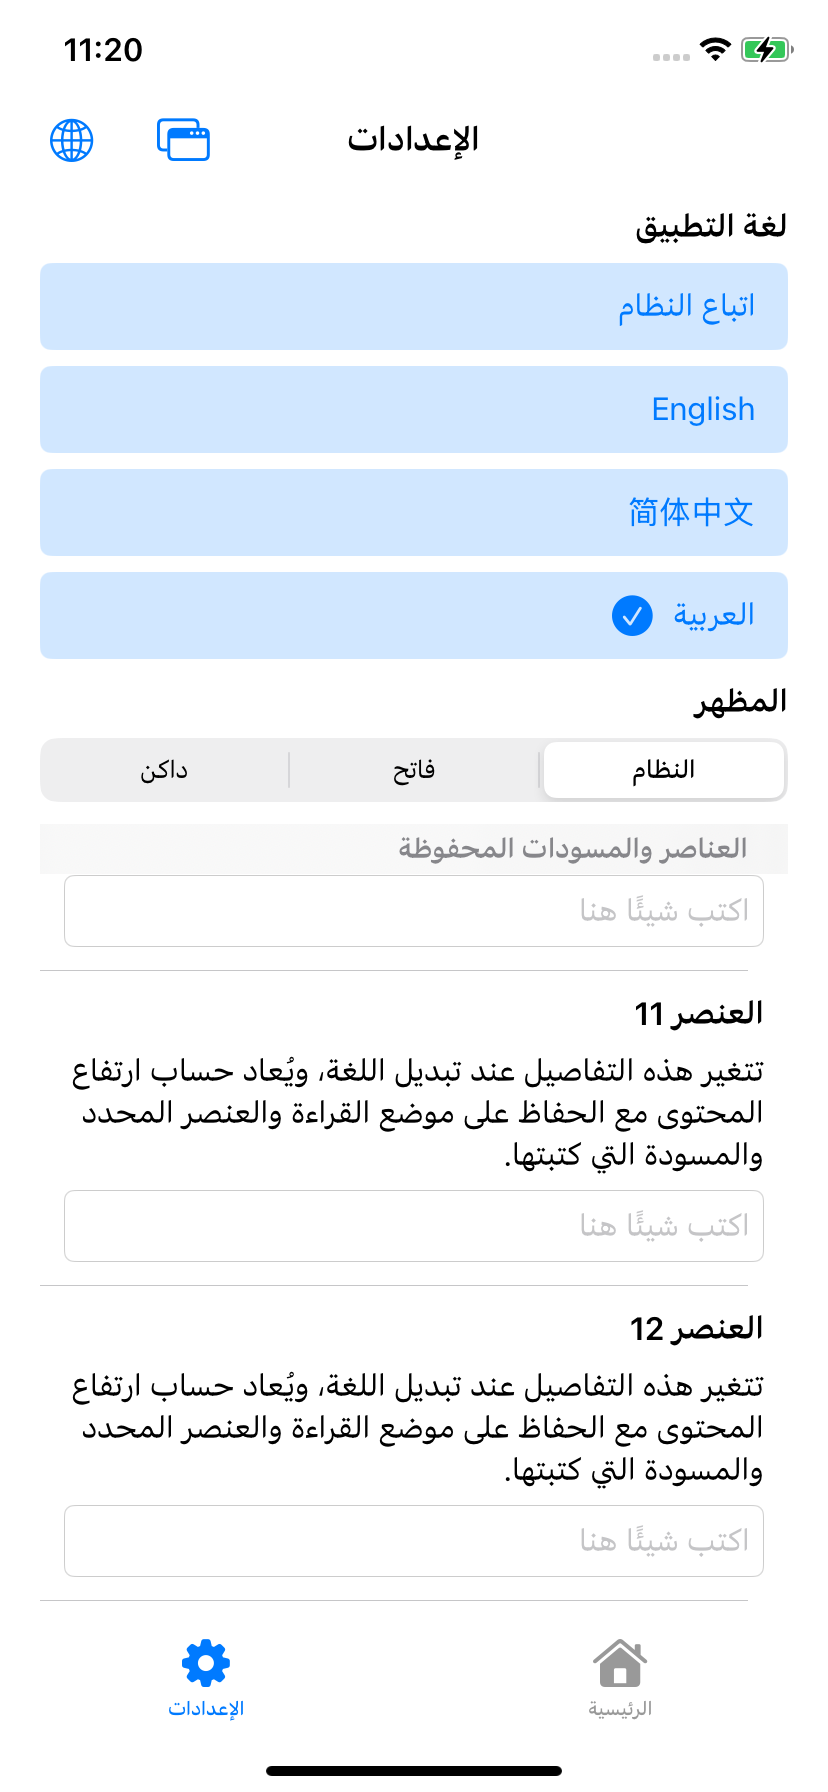 11:20
الإعدادات
لغة التطبيق
اتباع النظام
English
简体中文
العربية
المظهر
النظام
فاتح
داكن
العناصر والمسودات المحفوظة
اكتب شيئًا هنا
العنصر 11
تتغير هذه التفاصيل عند تبديل اللغة، ويُعاد حساب ارتفاع
المحتوى مع الحفاظ على موضع القراءة والعنصر المحدد
والمسودة التي كتبتها.
اكتب شيئًا هنا
العنصر 12
تتغير هذه التفاصيل عند تبديل اللغة، ويُعاد حساب ارتفاع
المحتوى مع الحفاظ على موضع القراءة والعنصر المحدد
والمسودة التي كتبتها.
اكتب شيئًا هنا
الرئيسية
الإعدادات